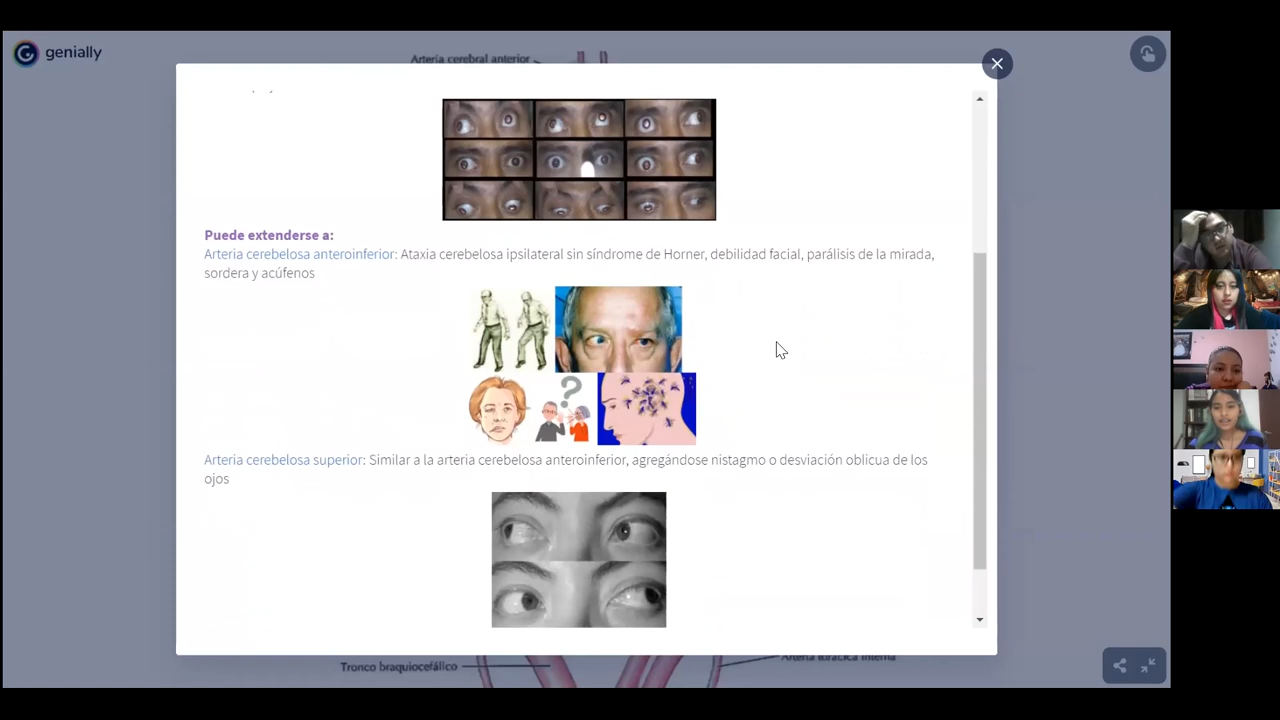 genially
Arteria cerebral anterior
Puede extenderse a:
Arteria cerebelosa anteroinferior: Ataxia cerebelosa ipsilateral sin síndrome de Horner, debilidad facial, parálisis de la mirada,
sordera y acúfenos
?
Arteria cerebelosa superior: Similar a la arteria cerebelosa anteroinferior, agregándose nistagmo o desviación oblicua de los
ojos
Tronco braquiocefálico
Arteria torácica interna